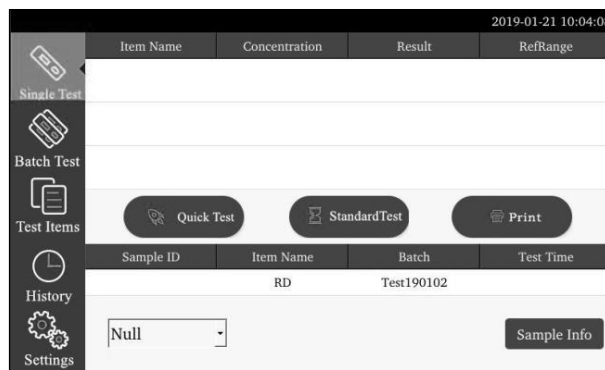 2019-01-21 10:04:08
Item Name Concentration Result RefRange
Single Test
Batch Test
Quick Test StandardTest Print
Test Items
Sample ID Item Name Batch Test Time
RD Test190102
History
Null Sample Info
Settings